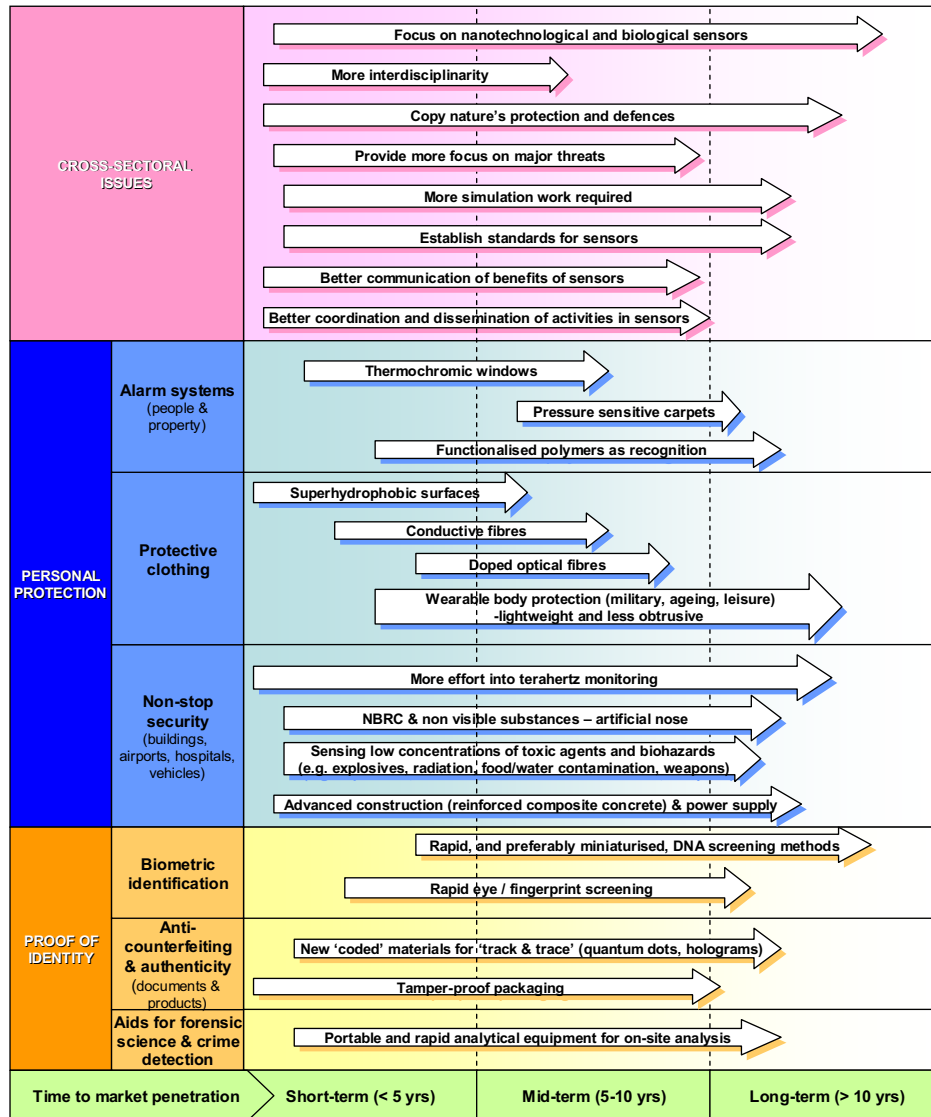 Focus on nanotechnological and biological sensors
More interdisciplinarity
Copy nature's protection and defences
CROSS-SECTORAL
ISSUES
Provide more focus on major threats
More simulation work required
Establish standards for sensors
Better communication of benefits of sensors
Better coordination and dissemination of activities in sensors
PERSONAL
PROTECTION
Alarm systems
(people &
property)
Thermochromic windows
Pressure sensitive carpets
Functionalised polymers as recognition
Protective
clothing
Superhydrophobic surfaces
Conductive fibres
Doped optical fibres
Wearable body protection (military, ageing, leisure)
-lightweight and less obtrusive
Non-stop
security
(buildings,
airports, hospitals,
vehicles)
More effort into terahertz monitoring
NBRC & non visible substances – artificial nose
Sensing low concentrations of toxic agents and biohazards
(e.g. explosives, radiation, food/water contamination, weapons)
Advanced construction (reinforced composite concrete) & power supply
PROOF OF
IDENTITY
Biometric
identification
Rapid, and preferably miniaturised, DNA screening methods
Rapid eye / fingerprint screening
Anti-
counterfeiting
& authenticity
(documents &
products)
New 'coded' materials for 'track & trace' (quantum dots, holograms)
Tamper-proof packaging
Aids for forensic
science & crime
detection
Portable and rapid analytical equipment for on-site analysis
Time to market penetration
Short-term (< 5 yrs)
Mid-term (5-10 yrs)
Long-term (> 10 yrs)